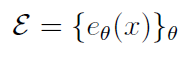 ℰ = {e_θ(x)}_θ